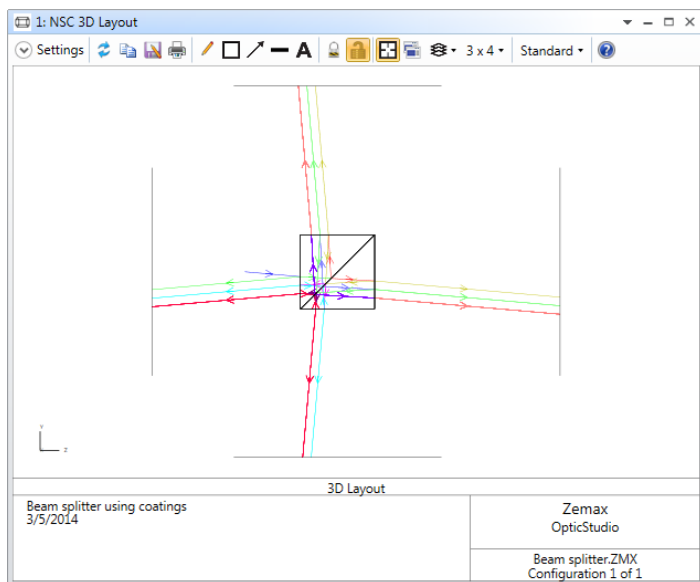 1: NSC 3D Layout
Settings
A
3 x 4
Standard
?
Y
Z
3D Layout
Beam splitter using coatings
3/5/2014
Zemax
OpticStudio
Beam splitter.ZMX
Configuration 1 of 1